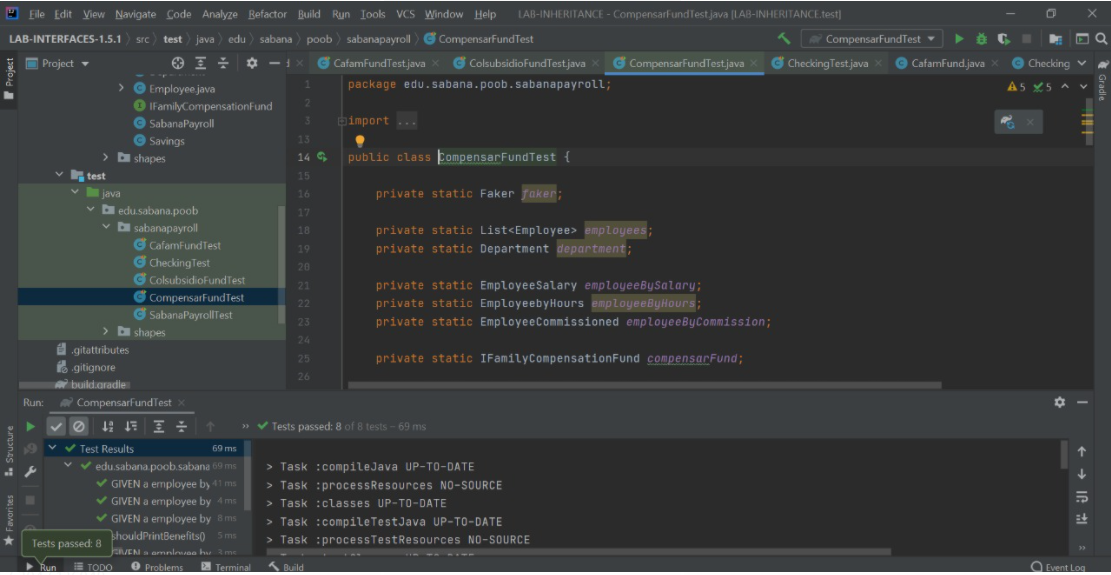 File Edit View Navigate Code Analyze Refactor Build Run Tools VCS Window Help LAB-INHERITANCE - CompensarFundTest.java [LAB-INHERITANCE.test]
LAB-INTERFACES-1.5.1 src test java edu sabana poob sabanapayroll CompensarFundTest
CompensarFundTest
Project
CafamFundTest.java ColsubsidioFundTest.java CompensarFundTest.java CheckingTest.java CafamFund.java Checking
Project
Gradle
Employee.java
IFamilyCompensationFund
SabanaPayroll
Savings
shapes
test
java
edu.sabana.poob
sabanapayroll
CafamFundTest
CheckingTest
ColsubsidioFundTest
CompensarFundTest
SabanaPayrollTest
shapes
.gitattributes
.gitignore
build.gradle
1 package edu.sabana.poob.sabanapayroll;
5 5
2
3 import ...
13
14 public class CompensarFundTest {
15
16 private static Faker faker;
17
18 private static List<Employee> employees;
19 private static Department department;
20
21 private static EmployeeSalary employeeBySalary;
22 private static EmployeebyHours employeeByHours;
23 private static EmployeeCommissioned employeeByCommission;
24
25 private static IFamilyCompensationFund compensarFund;
26
Run: CompensarFundTest
Tests passed: 8 of 8 tests – 69 ms
Test Results 69 ms
edu.sabana.poob.sabana 69 ms
GIVEN a employee by 41 ms
GIVEN a employee by 4 ms
GIVEN a employee by 8 ms
shouldPrintBenefits() 5 ms
GIVEN a employee by 3 ms
> Task :compileJava UP-TO-DATE
> Task :processResources NO-SOURCE
> Task :classes UP-TO-DATE
> Task :compileTestJava UP-TO-DATE
> Task :processTestResources NO-SOURCE
Structure
Favorites
Tests passed: 8
Run TODO Problems Terminal Build Event Log